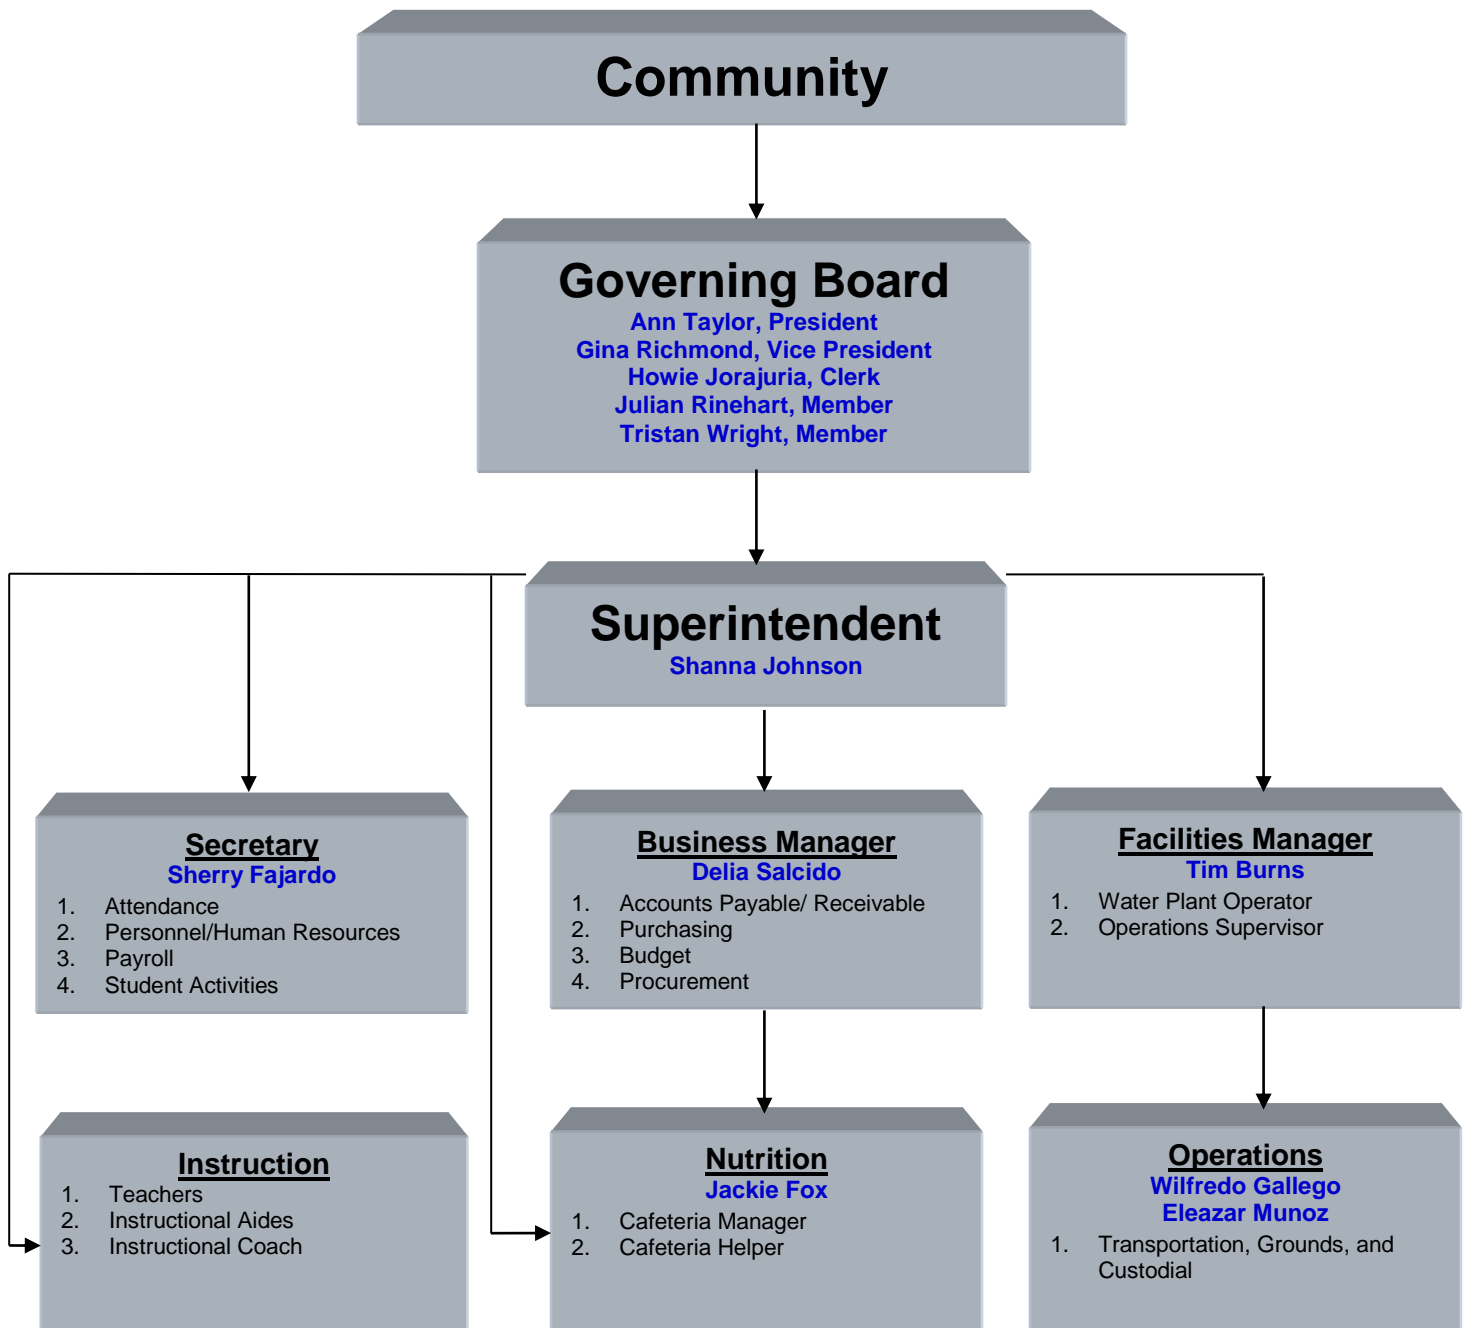 Community
Governing Board
Ann Taylor, President
Gina Richmond, Vice President
Howie Jorajuria, Clerk
Julian Rinehart, Member
Tristan Wright, Member
Superintendent
Shanna Johnson
Secretary
Sherry Fajardo
1. Attendance
2. Personnel/Human Resources
3. Payroll
4. Student Activities
Business Manager
Delia Salcido
1. Accounts Payable/ Receivable
2. Purchasing
3. Budget
4. Procurement
Facilities Manager
Tim Burns
1. Water Plant Operator
2. Operations Supervisor
Instruction
1. Teachers
2. Instructional Aides
3. Instructional Coach
Nutrition
Jackie Fox
1. Cafeteria Manager
2. Cafeteria Helper
Operations
Wilfredo Gallego
Eleazar Munoz
1. Transportation, Grounds, and
Custodial